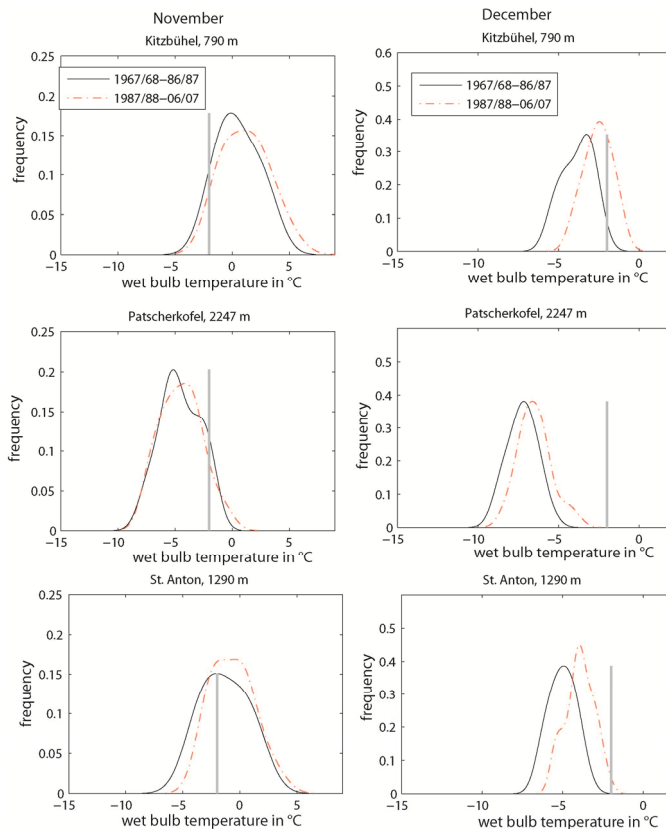 November
December
Kitzbühel, 790 m
Kitzbühel, 790 m
0.25
0.2
0.15
0.1
0.05
0
frequency
1967/68−86/87
1987/88−06/07
−15 −10 −5 0 5
wet bulb temperature in °C
0.6
0.5
0.4
0.3
0.2
0.1
0
frequency
1967/68−86/87
1987/88−06/07
−15 −10 −5 0
wet bulb temperature in °C
Patscherkofel, 2247 m
Patscherkofel, 2247 m
0.25
0.2
0.15
0.1
0.05
0
frequency
−15 −10 −5 0 5
wet bulb temperature in °C
0.5
0.4
0.3
0.2
0.1
0
frequency
−15 −10 −5 0
wet bulb temperature in °C
St. Anton, 1290 m
St. Anton, 1290 m
0.25
0.2
0.15
0.1
0.05
0
frequency
−15 −10 −5 0 5
wet bulb temperature in °C
0.5
0.4
0.3
0.2
0.1
0
frequency
−15 −10 −5 0
wet bulb temperature in °C